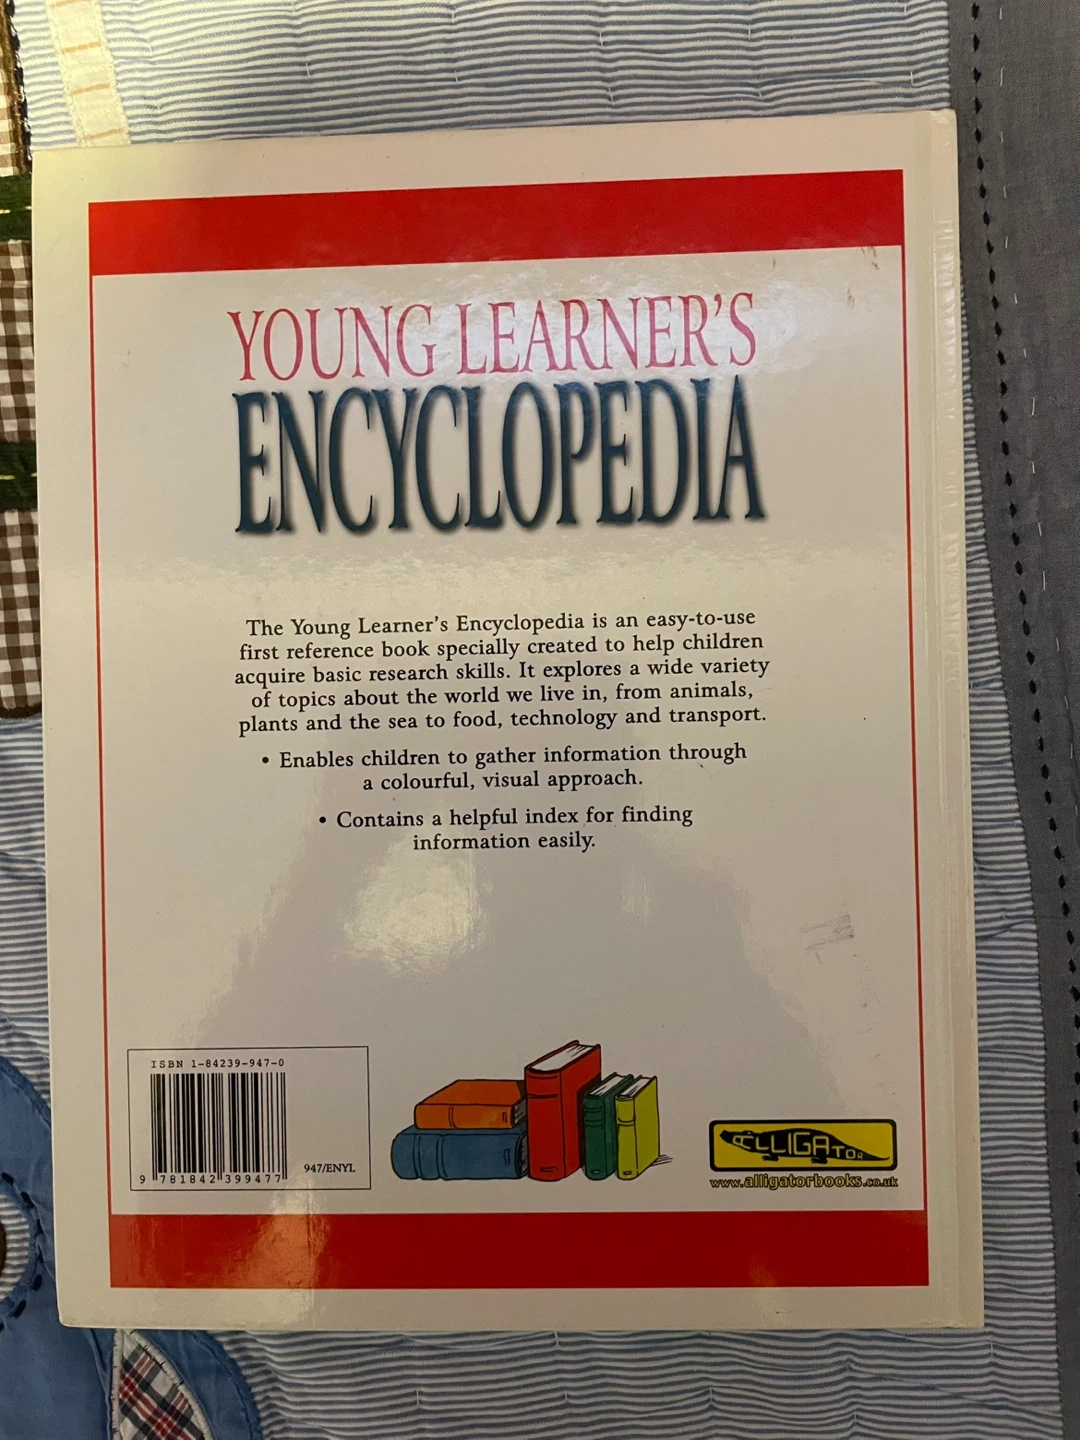 YOUNG LEARNER'S
ENCYCLOPEDIA
The Young Learner's Encyclopedia is an easy-to-use
first reference book specially created to help children
acquire basic research skills. It explores a wide variety
of topics about the world we live in, from animals,
plants and the sea to food, technology and transport.
• Enables children to gather information through
a colourful, visual approach.
• Contains a helpful index for finding
information easily.
ISBN 1-84239-947-0
9 781842 399477
947/ENYL
ALLIGATOR
www.alligatorbooks.co.uk